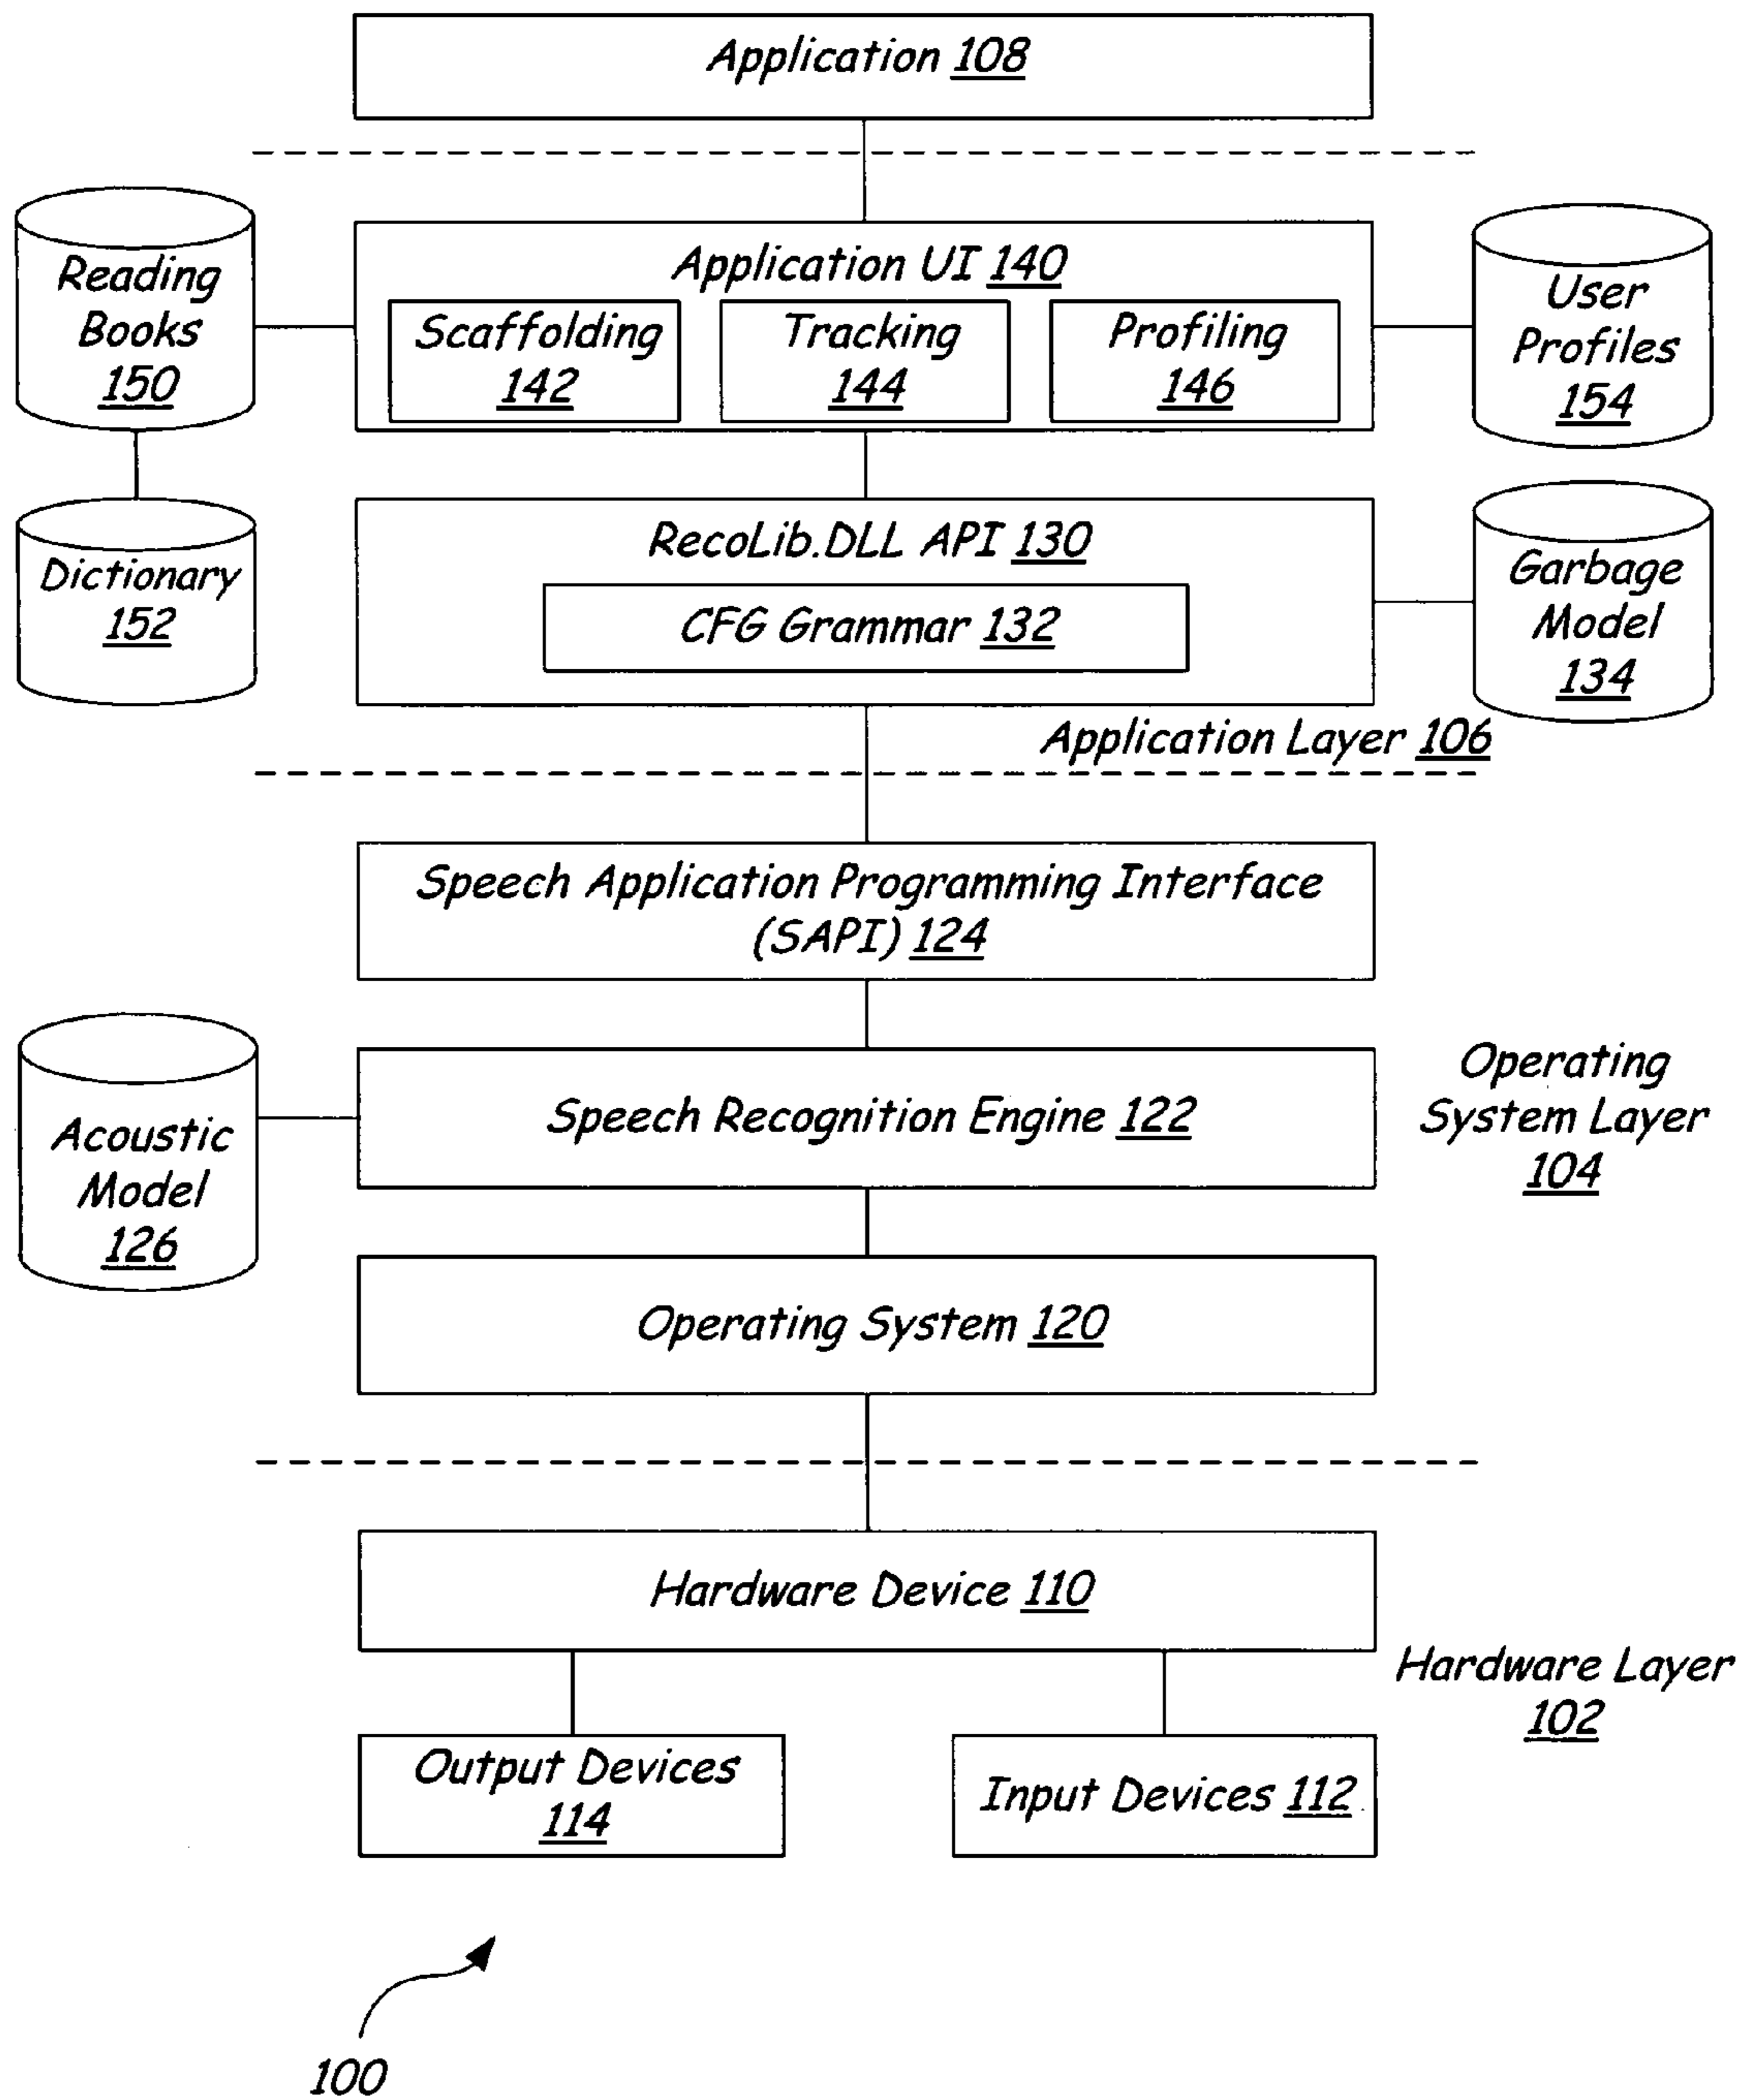 Application 108
Reading
Books
150
Application UI 140
Scaffolding
142
Tracking
144
Profiling
146
User
Profiles
154
Dictionary
152
RecoLib.DLL API 130
CFG Grammar 132
Garbage
Model
134
Application Layer 106
Speech Application Programming Interface
(SAPI) 124
Acoustic
Model
126
Speech Recognition Engine 122
Operating
System Layer
104
Operating System 120
Hardware Device 110
Hardware Layer
102
Output Devices
114
Input Devices 112
100